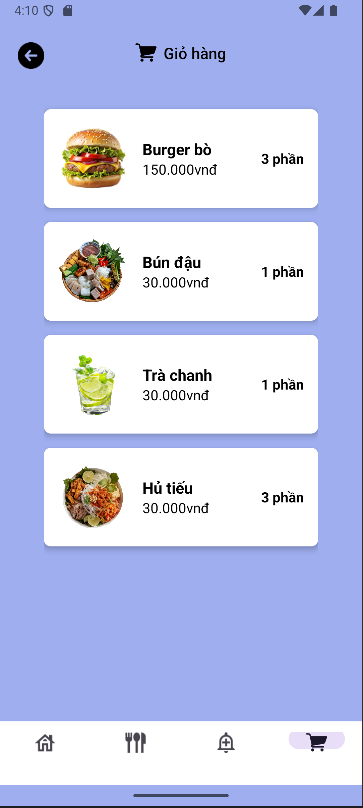 4:10
Giỏ hàng
Burger bò
150.000vnđ
3 phần
Bún đậu
30.000vnđ
1 phần
Trà chanh
30.000vnđ
1 phần
Hủ tiếu
30.000vnđ
3 phần